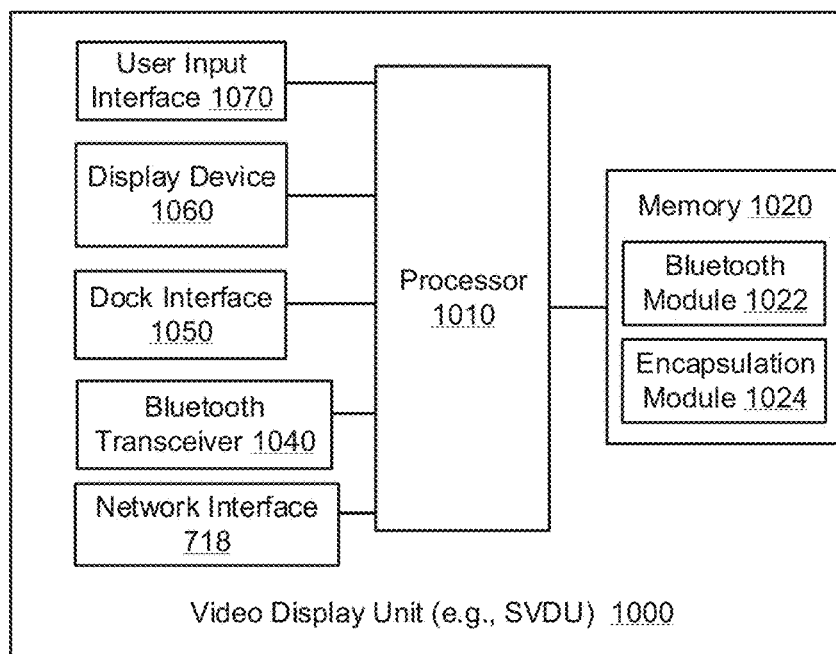 User Input
Interface 1070
Display Device
1060
Dock Interface
1050
Bluetooth
Transceiver 1040
Network Interface
718
Processor
1010
Memory 1020
Bluetooth
Module 1022
Encapsulation
Module 1024
Video Display Unit (e.g., SVDU) 1000